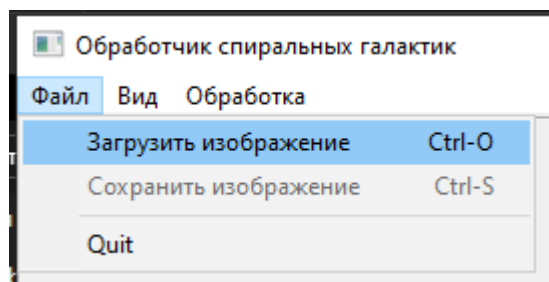 Обработчик спиральных галактик
Файл Вид Обработка
Загрузить изображение Ctrl-O
Сохранить изображение Ctrl-S
Quit